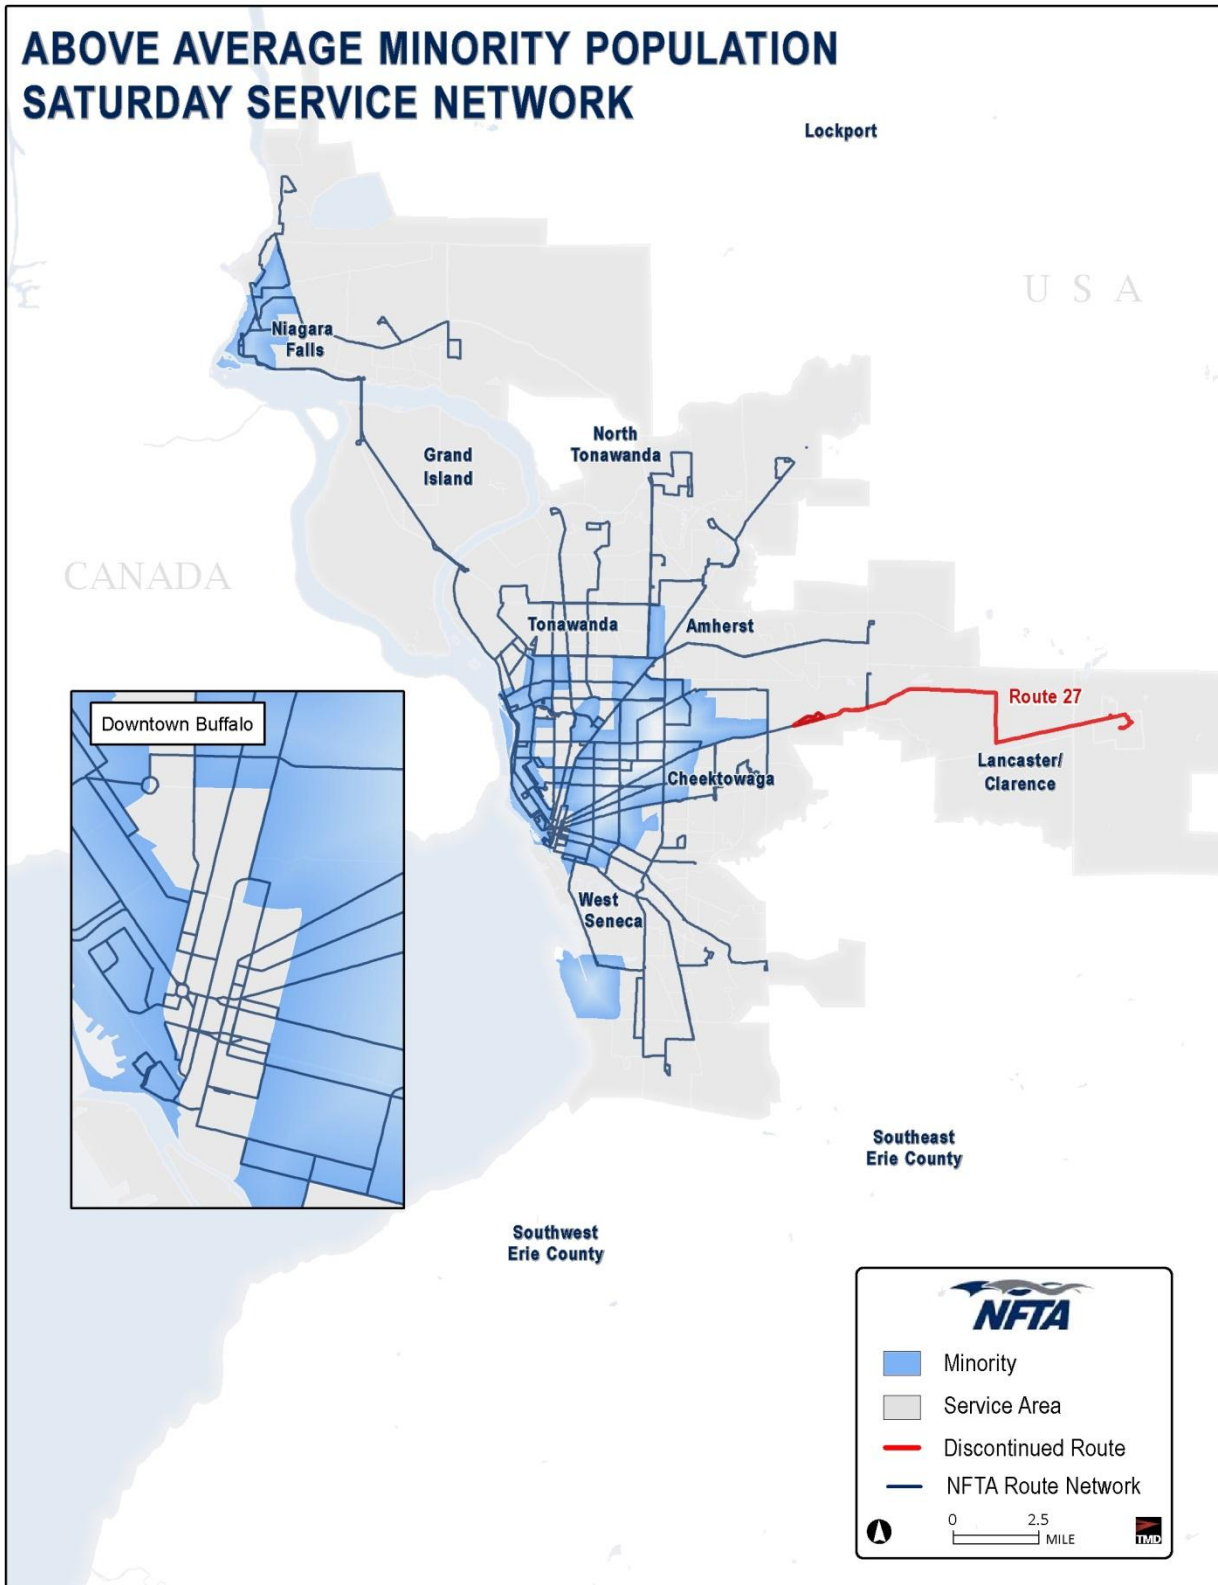 ABOVE AVERAGE MINORITY POPULATION
SATURDAY SERVICE NETWORK
Lockport
USA
Niagara
Falls
North
Tonawanda
Grand
Island
CANADA
Tonawanda
Amherst
Route 27
Downtown Buffalo
Lancaster/
Clarence
Cheektowaga
West
Seneca
Southeast
Erie County
Southwest
Erie County
NFTA
Minority
Service Area
Discontinued Route
NFTA Route Network
0 2.5
MILE
TMD